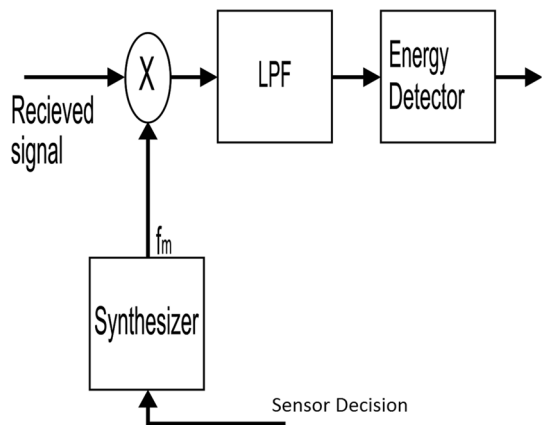 Recieved
signal
X
LPF
Energy
Detector
fm
Synthesizer
Sensor Decision